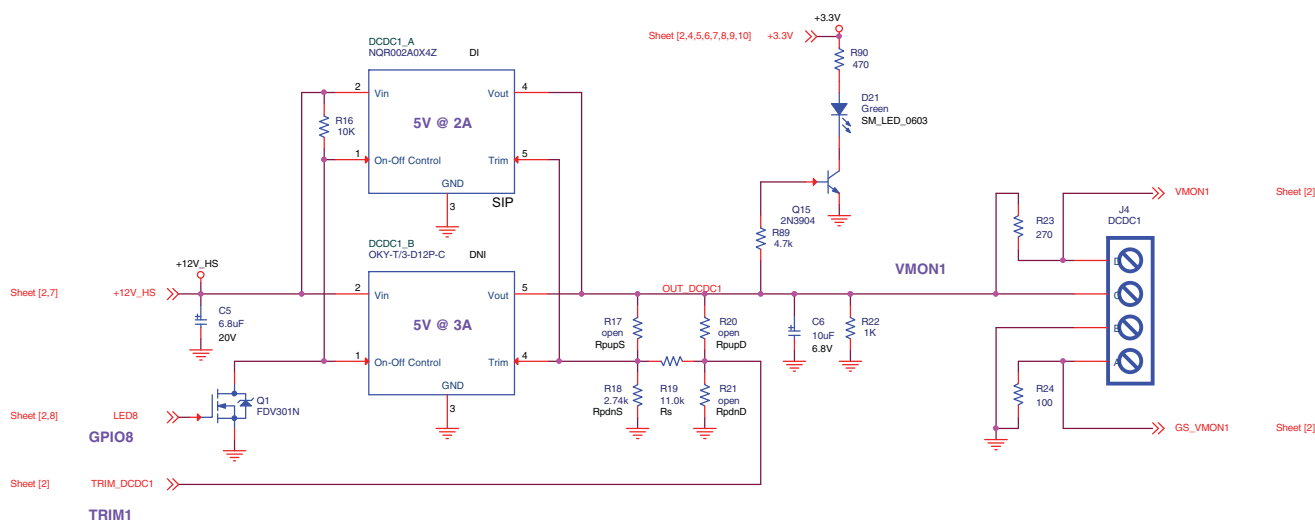 +3.3V
Sheet [2,4,5,6,7,8,9,10] +3.3V
R90
470
DCDC1_A
NQR002A0X4Z DI
2 Vin Vout 4
5V @ 2A
R16
10K
1 On-Off Control Trim 5
GND
3
SIP
D21
Green
SM_LED_0603
Q15
2N3904
R89
4.7k
VMON1 Sheet [2]
R23
270
J4
DCDC1
D
C
B
A
DCDC1_B
OKY-T/3-D12P-C DNI
+12V_HS
Sheet [2,7] +12V_HS
2 Vin Vout 5
5V @ 3A
1 On-Off Control Trim 4
GND
3
VMON1
OUT_DCDC1
C5
6.8uF
20V
R17
open
RpupS
R20
open
RpupD
C6
10uF
6.8V
R22
1K
R18
2.74k
RpdnS
R19
11.0k
Rs
R21
open
RpdnD
R24
100
Q1
FDV301N
Sheet [2,8] LED8
GPIO8
GS_VMON1 Sheet [2]
Sheet [2] TRIM_DCDC1
TRIM1